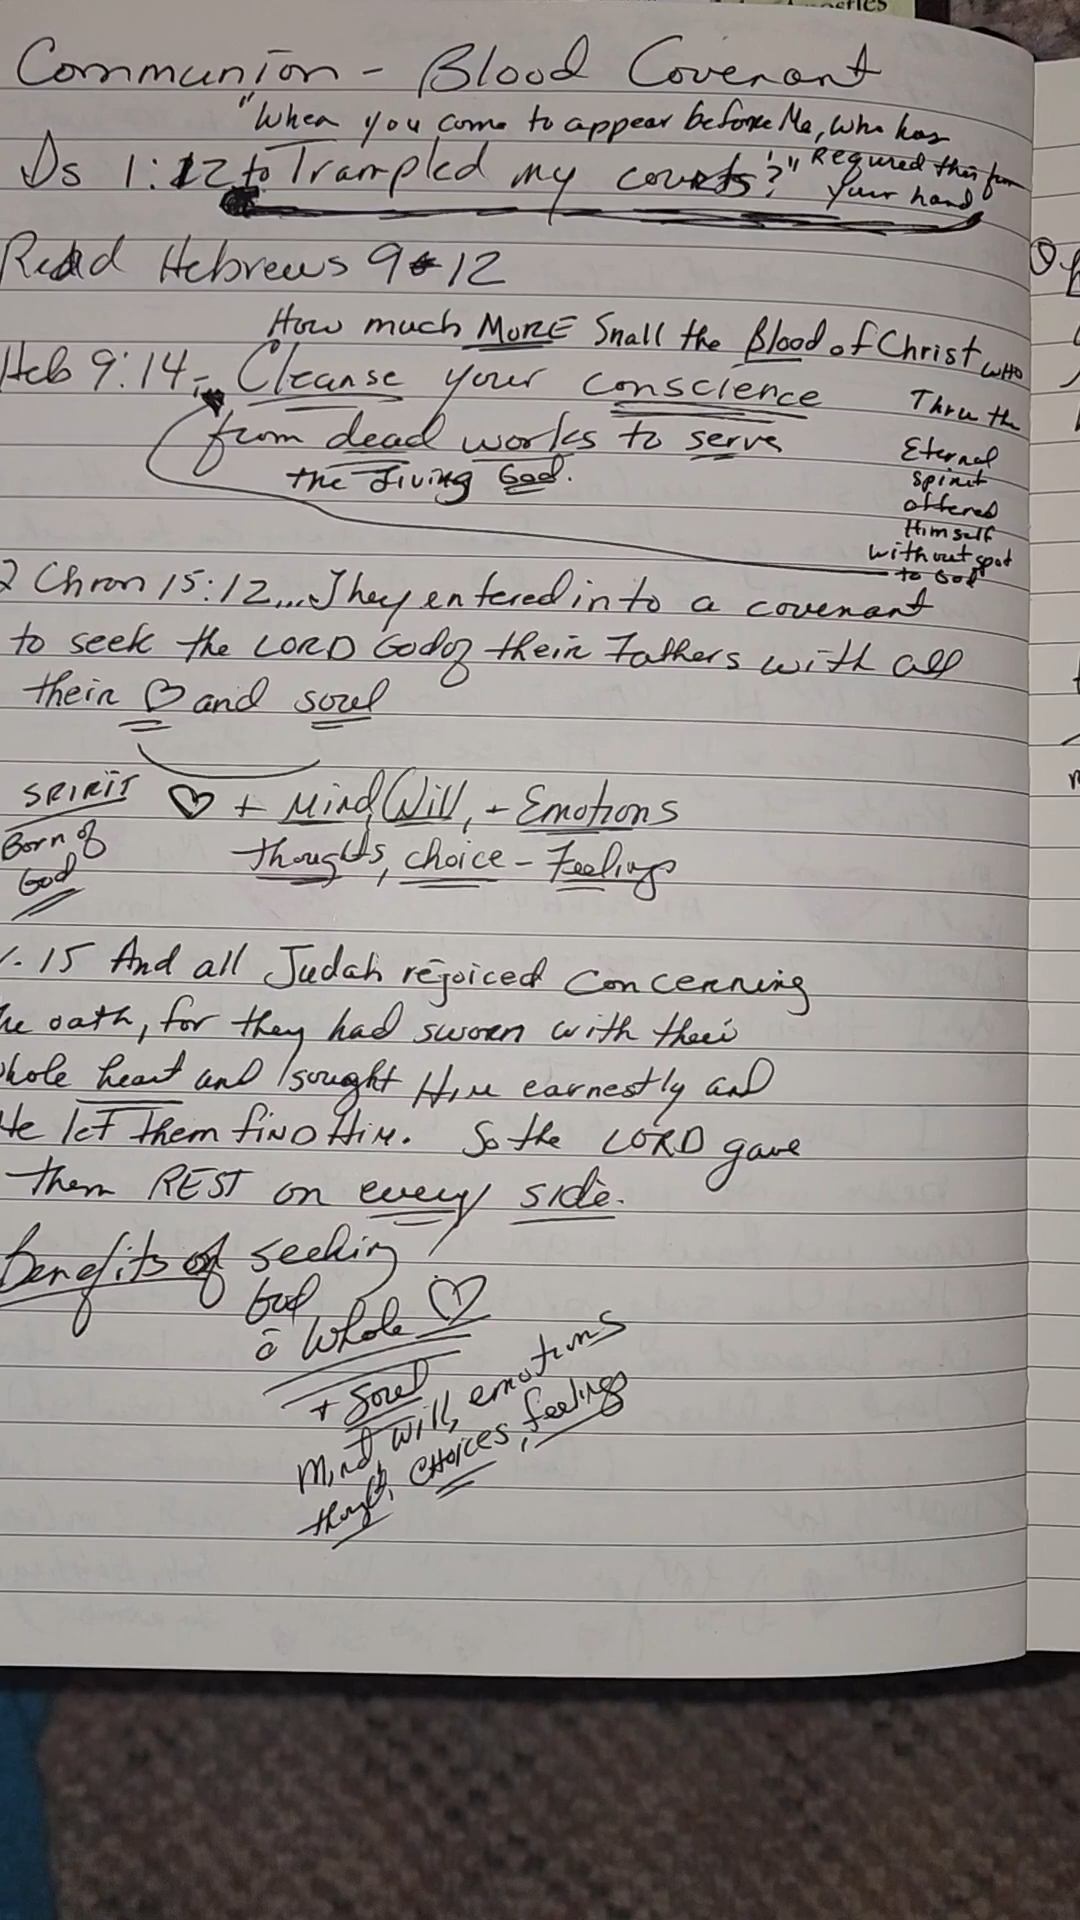 Communion - Blood Covenant
"When you come to appear before Me, who has
Is 1:12 to Trampled my courts?" Required this from
your hand
Read Hebrews 9 12
How much MORE Shall the Blood of Christ WHO
Heb 9:14 - Cleanse your conscience Thru the
from dead works to serve Eternal
the Living God. spirit
offered
Himself
without spot
to God
2 Chron 15:12... They entered into a covenant
to seek the LORD God of their Fathers with all
their ♡ and soul
SPIRIT ♡ + Mind, Will, + Emotions
Born of thoughts, choice - Feelings
God
15 And all Judah rejoiced concerning
he oath, for they had sworn with their
hole heart and sought Him earnestly and
He let them find Him. So the LORD gave
them REST on every side.
Benefits of seeking
God
c̄ whole ♡
+ Soul
Mind, will, emotions
thought, CHOICES, feelings